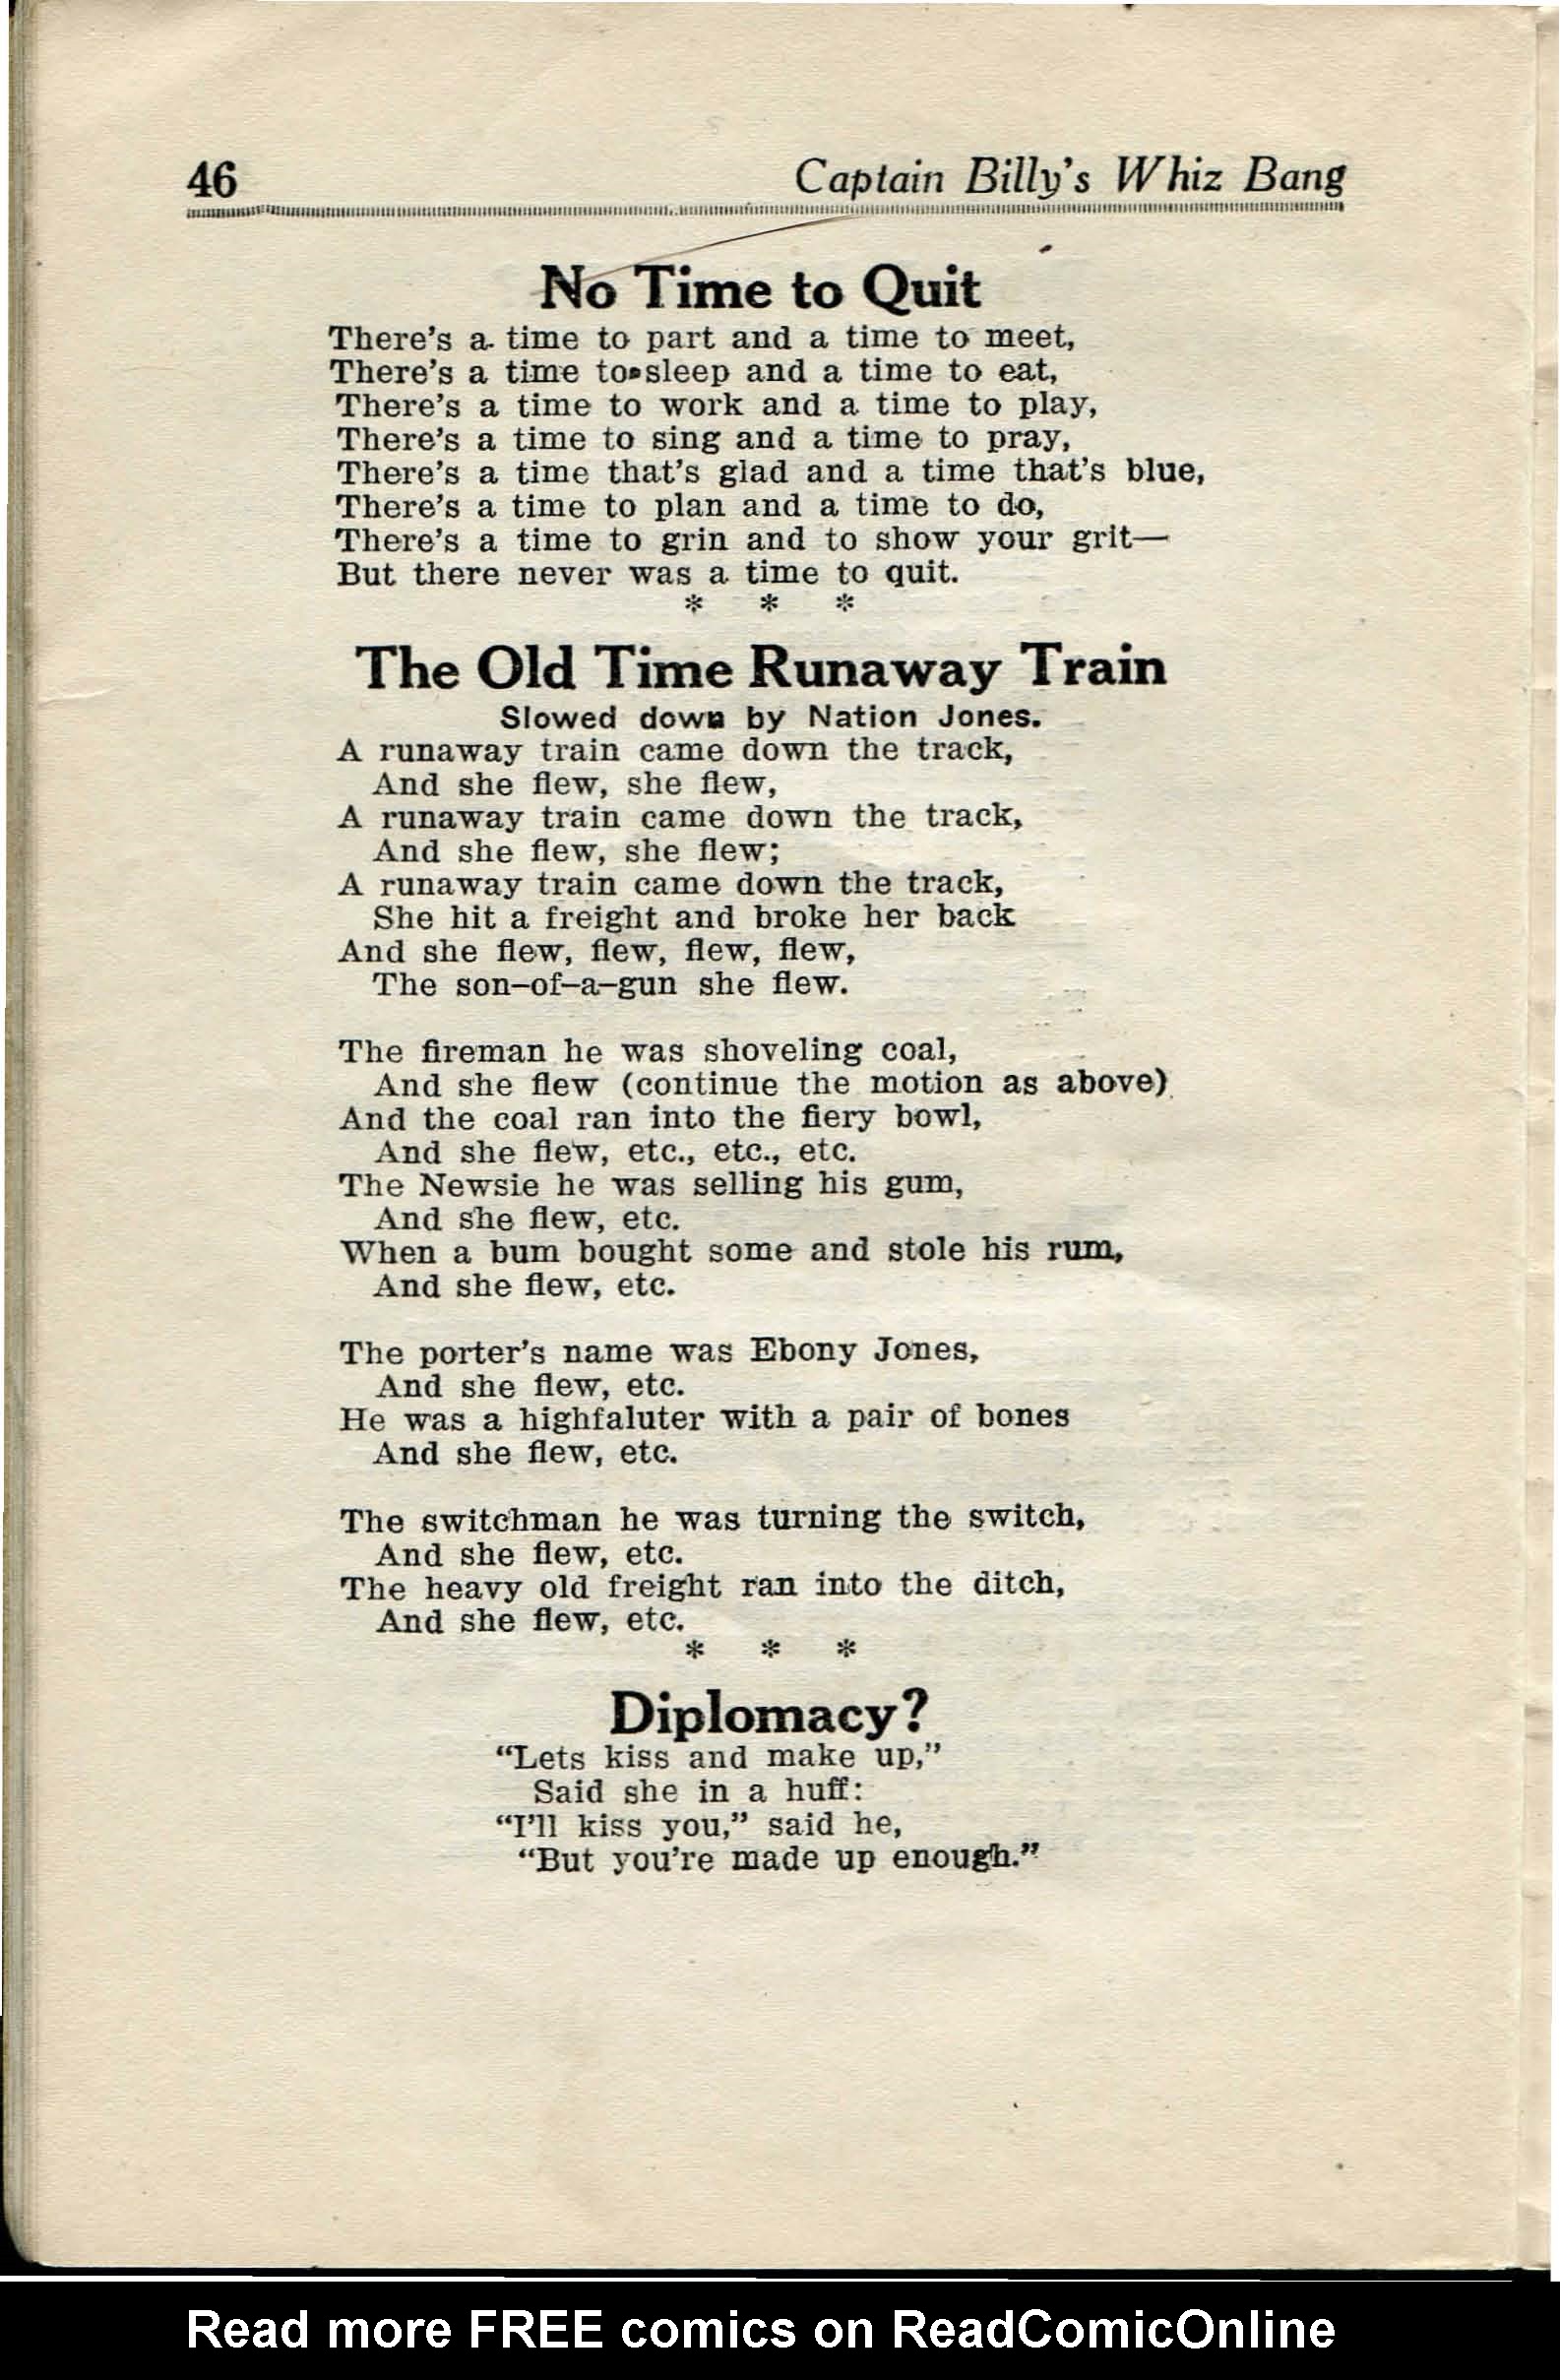 46
Captain Billy's Whiz Bang
No Time to Quit
There's a time to part and a time to meet,
There's a time to sleep and a time to eat,
There's a time to work and a time to play,
There's a time to sing and a time to pray,
There's a time that's glad and a time that's blue,
There's a time to plan and a time to do,
There's a time to grin and to show your grit—
But there never was a time to quit.
* * *
The Old Time Runaway Train
Slowed down by Nation Jones.
A runaway train came down the track,
And she flew, she flew,
A runaway train came down the track,
And she flew, she flew;
A runaway train came down the track,
She hit a freight and broke her back
And she flew, flew, flew, flew,
The son-of-a-gun she flew.
The fireman he was shoveling coal,
And she flew (continue the motion as above)
And the coal ran into the fiery bowl,
And she flew, etc., etc., etc.
The Newsie he was selling his gum,
And she flew, etc.
When a bum bought some and stole his rum,
And she flew, etc.
The porter's name was Ebony Jones,
And she flew, etc.
He was a highfaluter with a pair of bones
And she flew, etc.
The switchman he was turning the switch,
And she flew, etc.
The heavy old freight ran into the ditch,
And she flew, etc.
* * *
Diplomacy?
“Lets kiss and make up,”
Said she in a huff:
“I'll kiss you,” said he,
“But you're made up enough.”
Read more FREE comics on ReadComicOnline